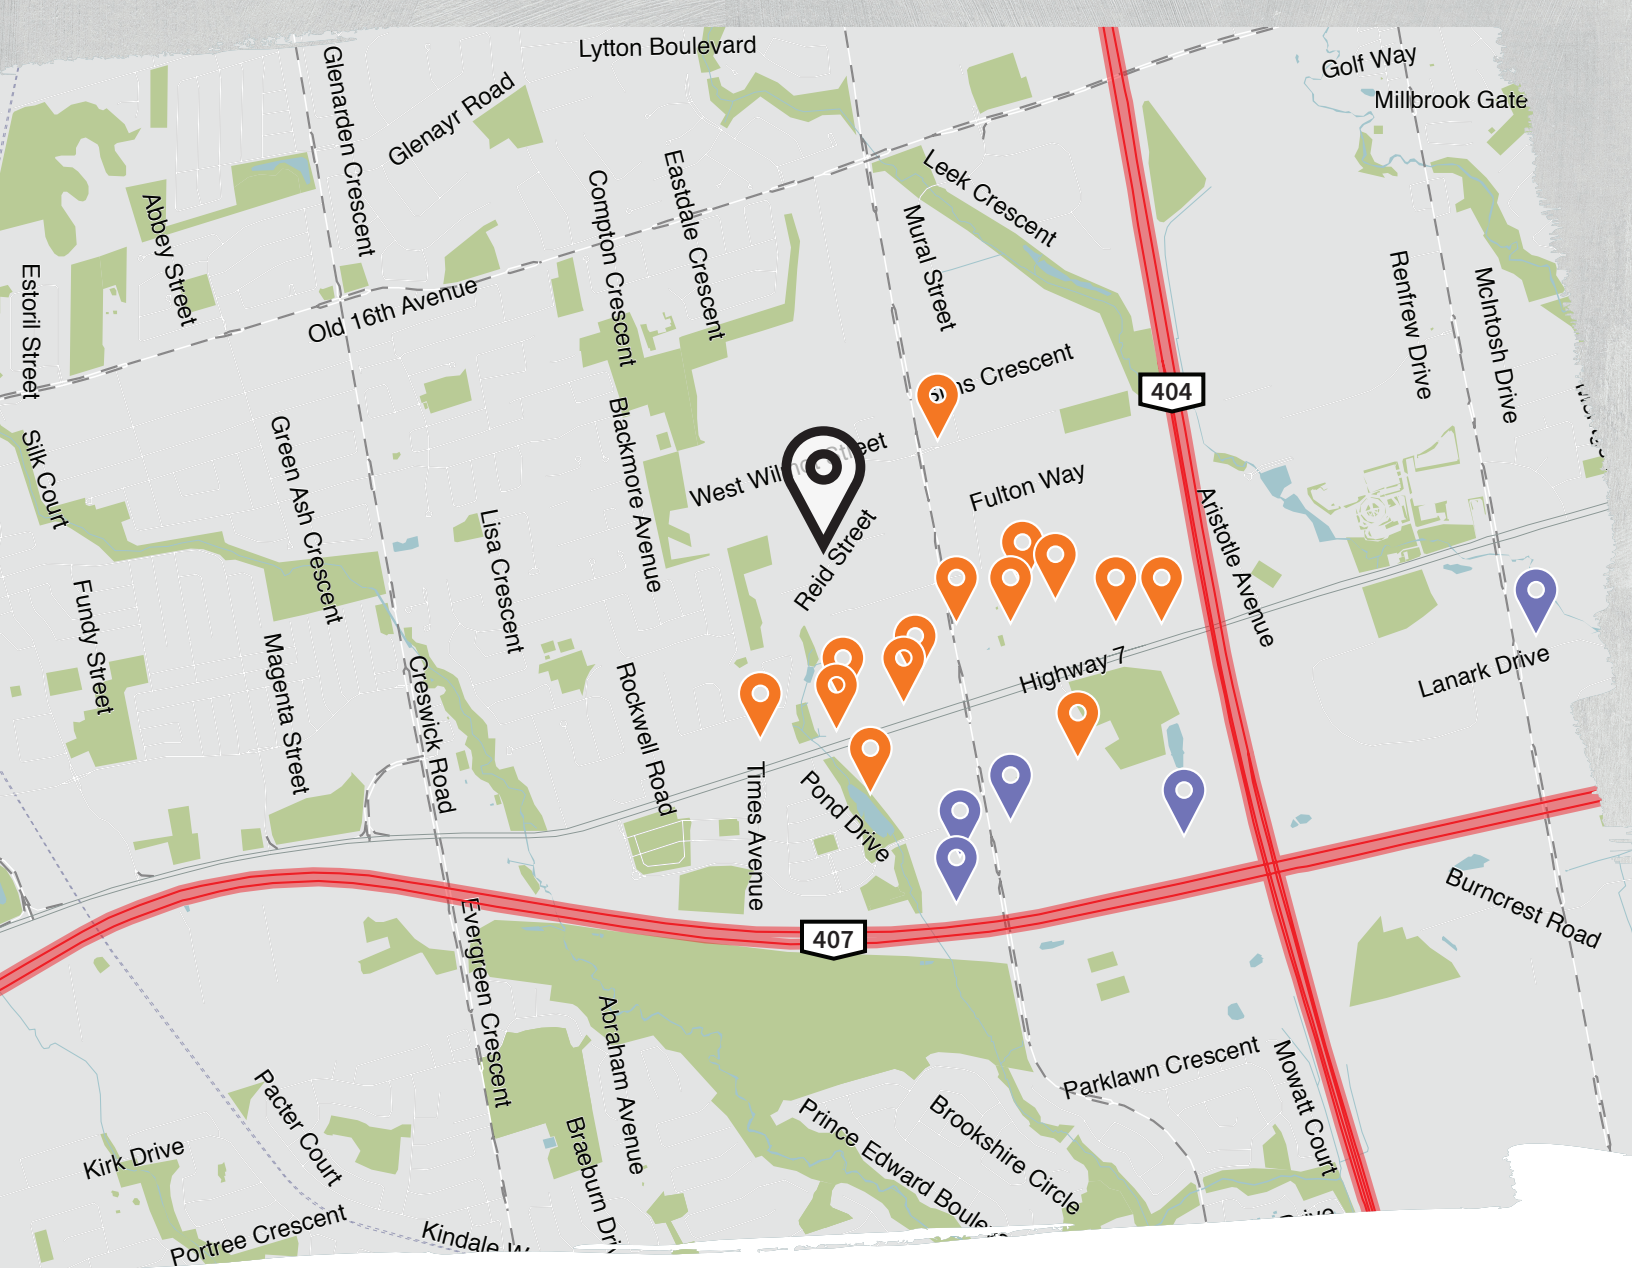 Lytton Boulevard
Golf Way
Millbrook Gate
Glenarden Crescent
Glenayr Road
Leek Crescent
Eastdale Crescent
Compton Crescent
Abbey Street
Mural Street
Estoril Street
Renfrew Drive
McIntosh Drive
Old 16th Avenue
Crescent
404
Blackmore Avenue
Green Ash Crescent
Silk Court
West Wilmot Street
Fulton Way
Lisa Crescent
Reid Street
Aristotle Avenue
Fundy Street
Magenta Street
Creswick Road
Rockwell Road
Highway 7
Lanark Drive
Times Avenue
Pond Drive
Burncrest Road
407
Evergreen Crescent
Abraham Avenue
Parklawn Crescent
Mowatt Court
Pacter Court
Kirk Drive
Braeburn
Prince Edward
Brookshire Circle
Portree Crescent
Kindale
Drive